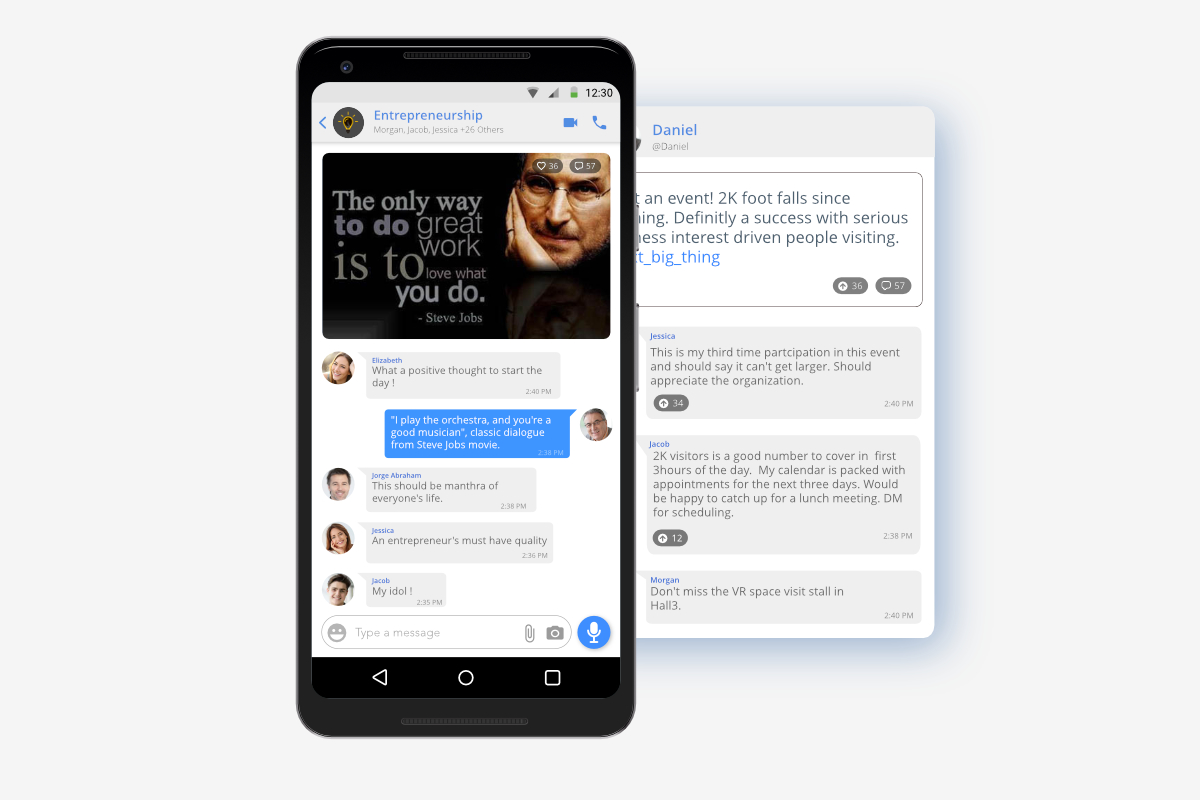 12:30
Entrepreneurship
Morgan, Jacob, Jessica +26 Others
36
57
The only way
to do great
work
is to love what
you do.
- Steve Jobs
Elizabeth
What a positive thought to start the
day !
2:40 PM
"I play the orchestra, and you're a
good musician", classic dialogue
from Steve Jobs movie.
2:38 PM
Jorge Abraham
This should be manthra of
everyone's life.
2:38 PM
Jessica
An entrepreneur's must have quality
2:36 PM
Jacob
My idol !
2:35 PM
Type a message
Daniel
@Daniel
an event! 2K foot falls since
Definitly a success with serious
interest driven people visiting.
t_big_thing
36
57
Jessica
This is my third time partcipation in this event
and should say it can't get larger. Should
appreciate the organization.
34
2:40 PM
Jacob
2K visitors is a good number to cover in first
3hours of the day. My calendar is packed with
appointments for the next three days. Would
be happy to catch up for a lunch meeting. DM
for scheduling.
12
2:38 PM
Morgan
Don't miss the VR space visit stall in
Hall3.
2:40 PM